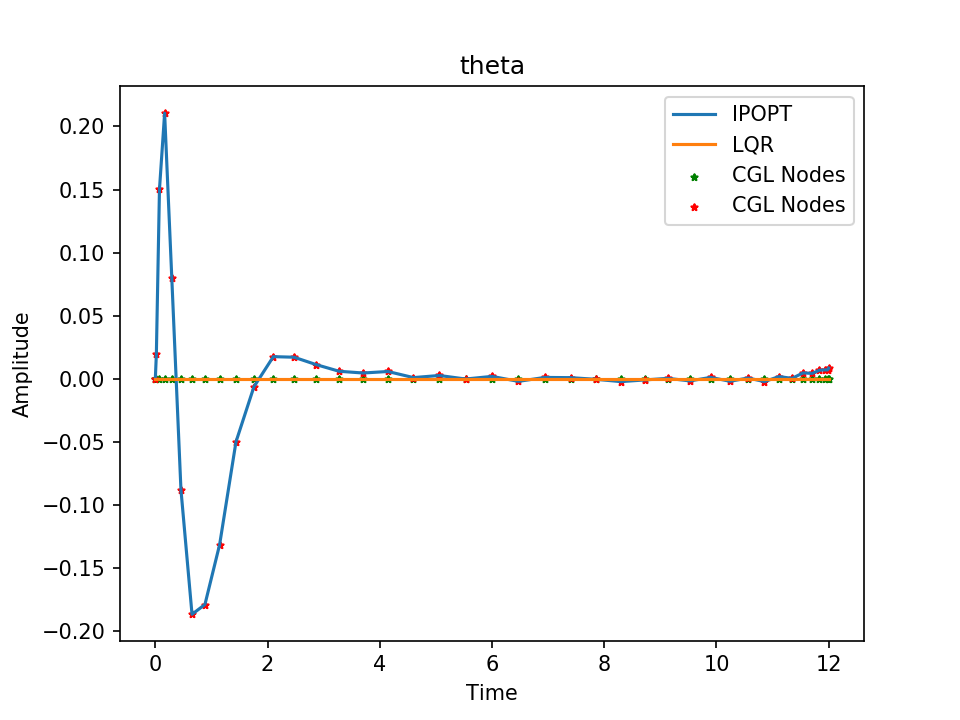 theta
IPOPT
LQR
CGL Nodes
CGL Nodes
Amplitude
0.20
0.15
0.10
0.05
0.00
−0.05
−0.10
−0.15
−0.20
0 2 4 6 8 10 12
Time